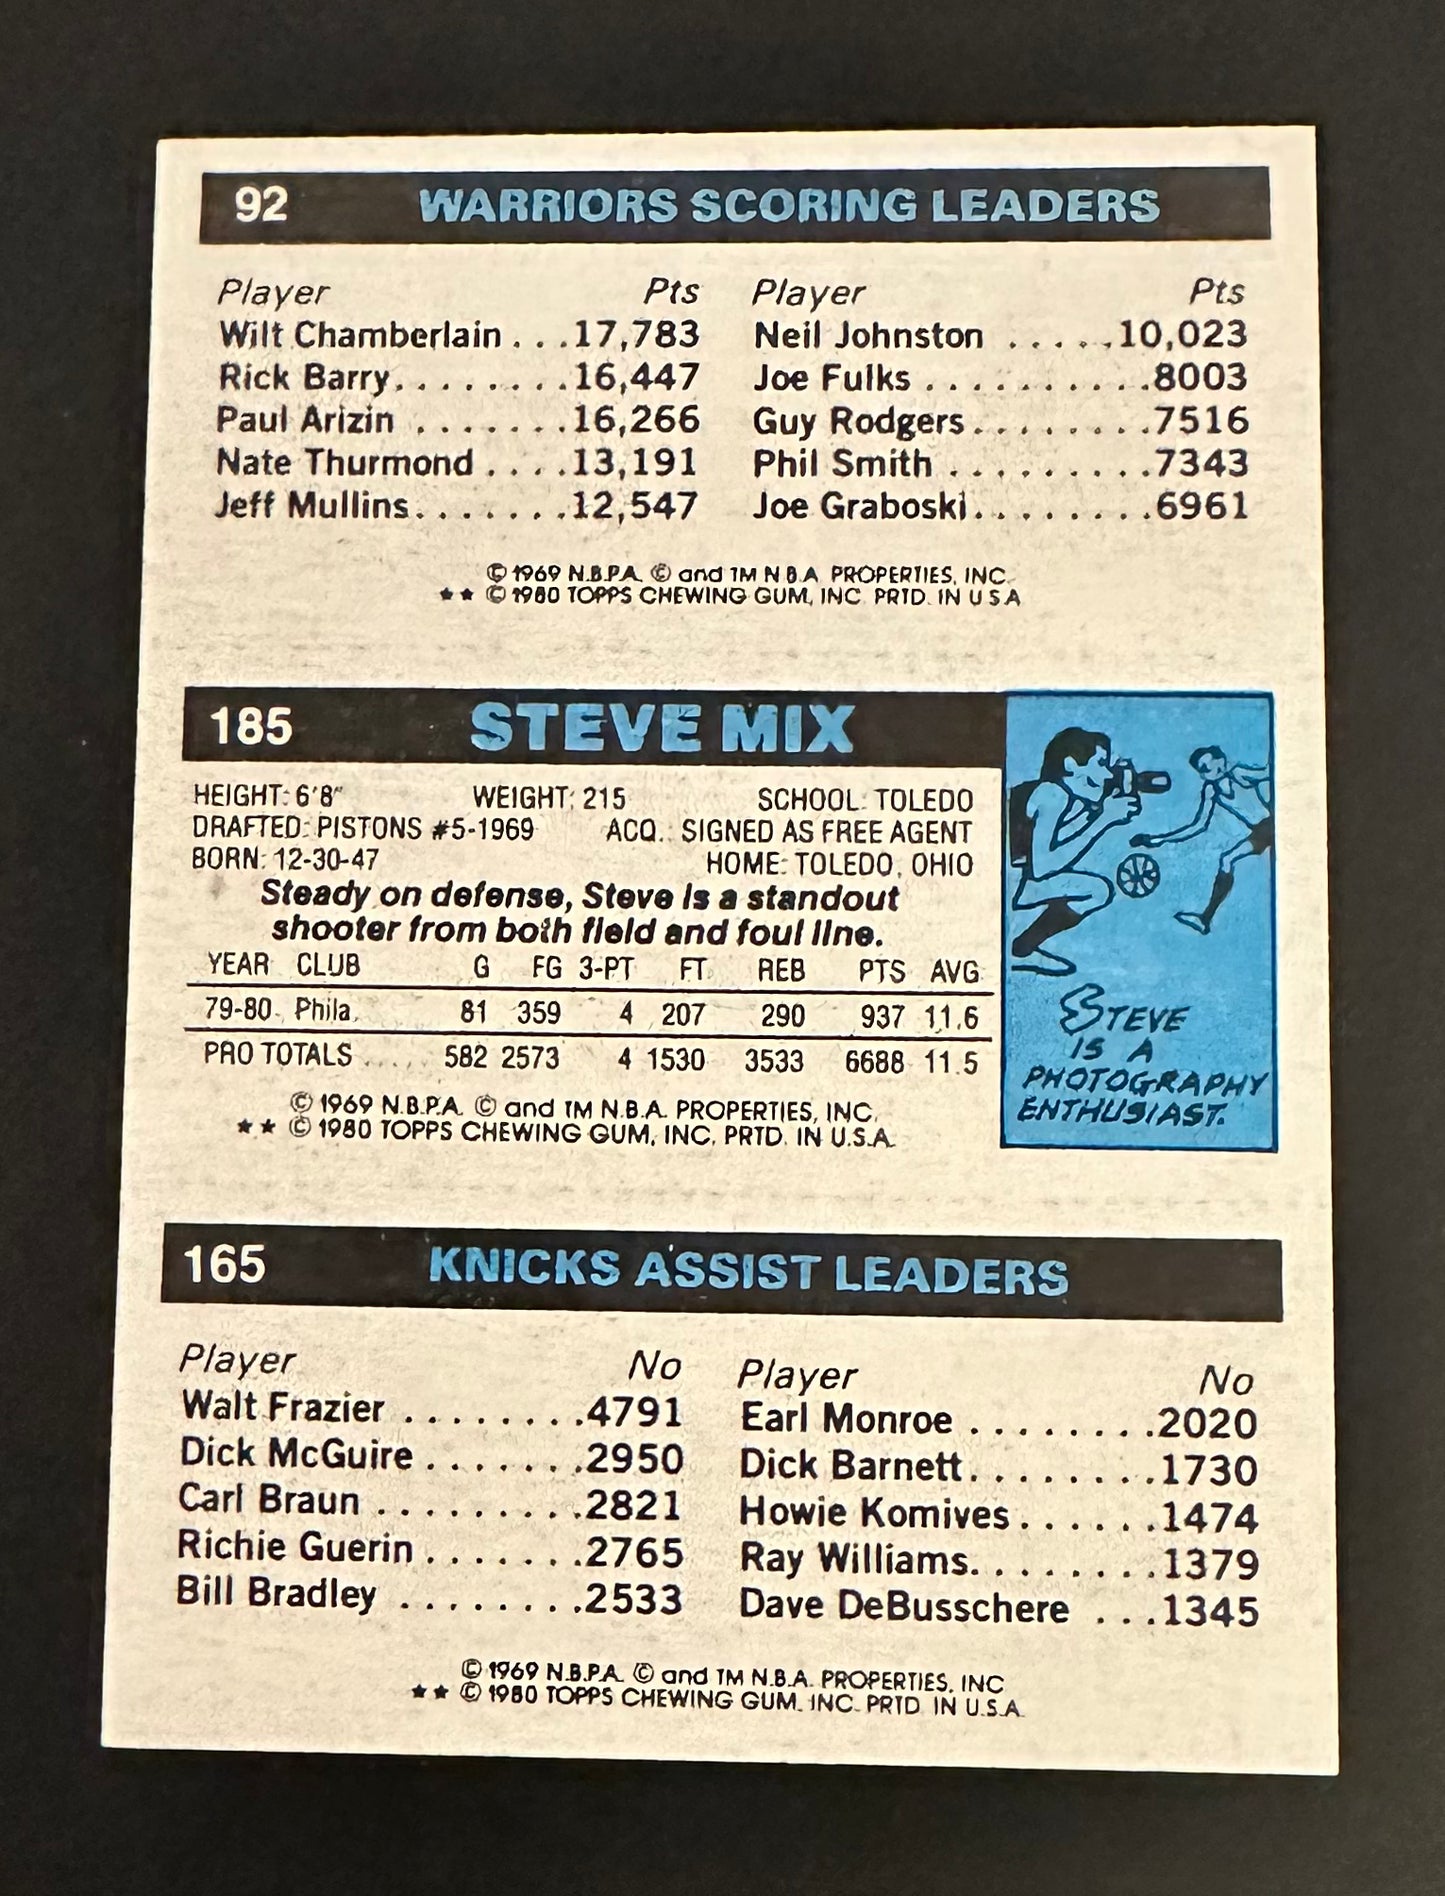 92 WARRIORS SCORING LEADERS
Player Pts Player Pts
Wilt Chamberlain . . .17,783 Neil Johnston . . . . .10,023
Rick Barry. . . . . . . .16,447 Joe Fulks . . . . . . . . . .8003
Paul Arizin . . . . . . .16,266 Guy Rodgers. . . . . . . .7516
Nate Thurmond . . . .13,191 Phil Smith . . . . . . . . .7343
Jeff Mullins. . . . . . .12,547 Joe Graboski. . . . . . . .6961
© 1969 N.B.P.A. © and TM N.B.A. PROPERTIES, INC.
★ ★ © 1980 TOPPS CHEWING GUM, INC. PRTD. IN U.S.A.
185 STEVE MIX
HEIGHT: 6'8" WEIGHT: 215 SCHOOL: TOLEDO
DRAFTED: PISTONS #5-1969 ACQ.: SIGNED AS FREE AGENT
BORN: 12-30-47 HOME: TOLEDO, OHIO
Steady on defense, Steve is a standout
shooter from both field and foul line.
YEAR CLUB G FG 3-PT FT REB PTS AVG
79-80 Phila. 81 359 4 207 290 937 11.6
PRO TOTALS . . . . . 582 2573 4 1530 3533 6688 11.5
© 1969 N.B.P.A. © and TM N.B.A. PROPERTIES, INC.
★ ★ © 1980 TOPPS CHEWING GUM, INC. PRTD. IN U.S.A.
STEVE
IS A
PHOTOGRAPHY
ENTHUSIAST.
165 KNICKS ASSIST LEADERS
Player No Player No
Walt Frazier . . . . . . . .4791 Earl Monroe . . . . . . . .2020
Dick McGuire . . . . . . .2950 Dick Barnett. . . . . . . .1730
Carl Braun . . . . . . . . .2821 Howie Komives . . . . . .1474
Richie Guerin . . . . . . .2765 Ray Williams. . . . . . . .1379
Bill Bradley . . . . . . . .2533 Dave DeBusschere . . .1345
© 1969 N.B.P.A. © and TM N.B.A. PROPERTIES, INC.
★ ★ © 1980 TOPPS CHEWING GUM, INC. PRTD. IN U.S.A.